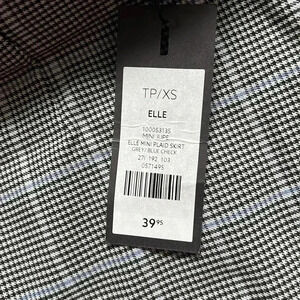 TP/XS
ELLE
100053135
MINI JUPE
ELLE MINI PLAID SKIRT
GREY/BLUE CHECK
27( 192 103
0571495
39.95